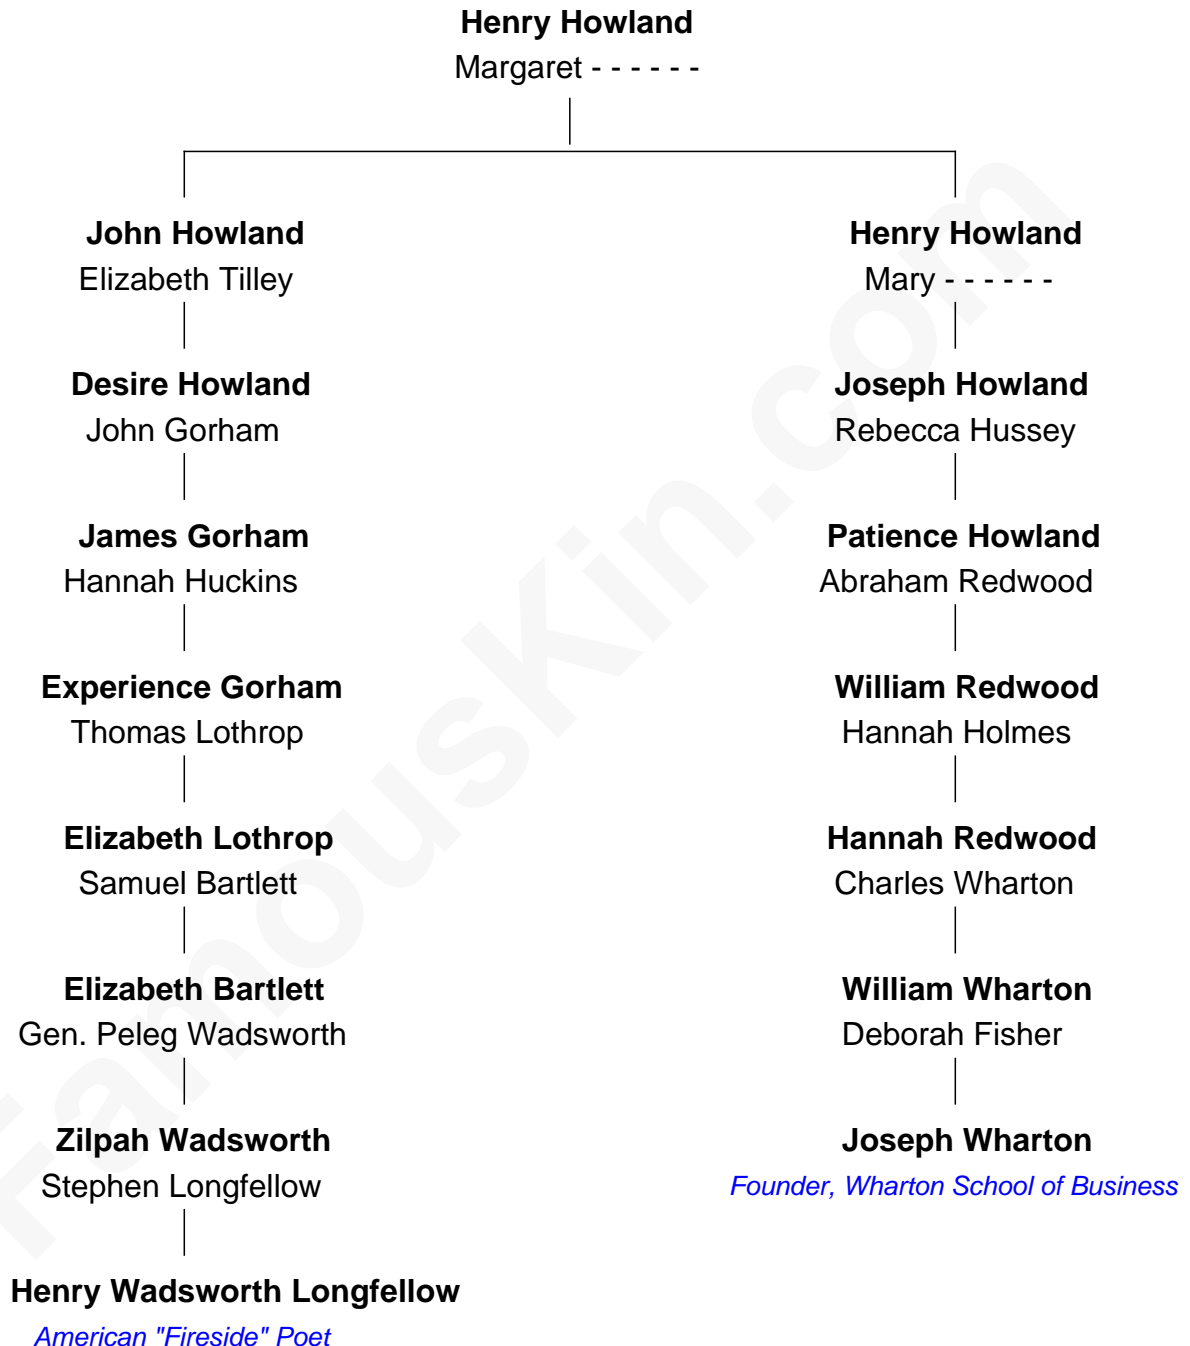 Henry Howland
Margaret - - - - - -
John Howland
Elizabeth Tilley
Henry Howland
Mary - - - - - -
Desire Howland
John Gorham
Joseph Howland
Rebecca Hussey
James Gorham
Hannah Huckins
Patience Howland
Abraham Redwood
Experience Gorham
Thomas Lothrop
William Redwood
Hannah Holmes
Elizabeth Lothrop
Samuel Bartlett
Hannah Redwood
Charles Wharton
Elizabeth Bartlett
Gen. Peleg Wadsworth
William Wharton
Deborah Fisher
Zilpah Wadsworth
Stephen Longfellow
Joseph Wharton
Founder, Wharton School of Business
Henry Wadsworth Longfellow
American "Fireside" Poet
FamousKin.com